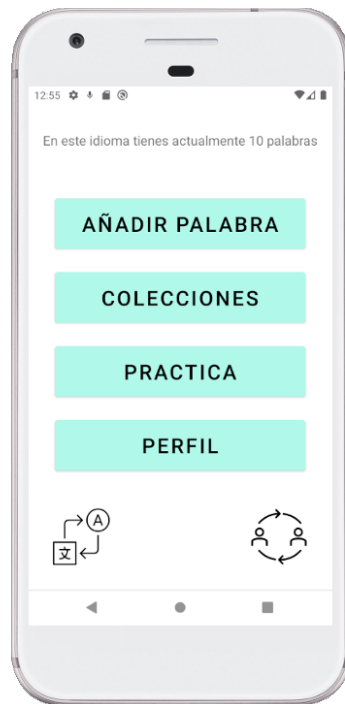 12:55
En este idioma tienes actualmente 10 palabras
AÑADIR PALABRA
COLECCIONES
PRACTICA
PERFIL
A
文